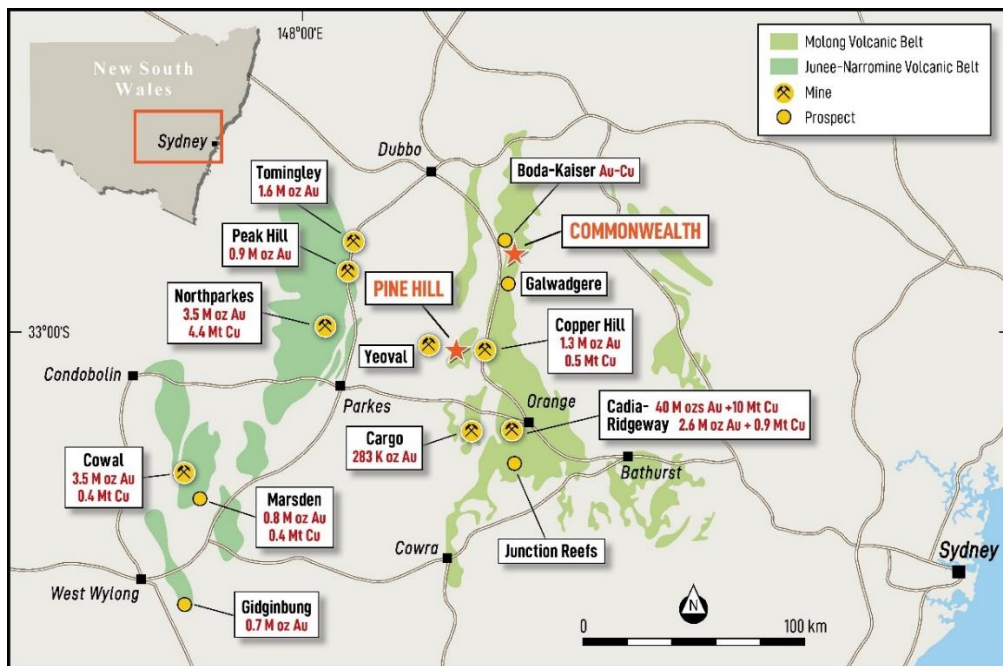 148°00'E
New South
Wales
Sydney
Molong Volcanic Belt
Junee-Narromine Volcanic Belt
Mine
Prospect
Dubbo
Boda-Kaiser Au-Cu
Tomingley
1.6 M oz Au
COMMONWEALTH
Peak Hill
0.9 M oz Au
PINE HILL
Galwadgere
Northparkes
3.5 M oz Au
4.4 Mt Cu
33°00'S
Copper Hill
1.3 M oz Au
0.5 Mt Cu
Yeoval
Condobolin
Parkes
Orange
Cadia- 40 M ozs Au +10 Mt Cu
Ridgeway 2.6 M oz Au + 0.9 Mt Cu
Cargo
283 K oz Au
Bathurst
Cowal
3.5 M oz Au
0.4 Mt Cu
Marsden
0.8 M oz Au
0.4 Mt Cu
Cowra
Junction Reefs
Sydney
West Wylong
Gidginbung
0.7 M oz Au
N
0 100 km